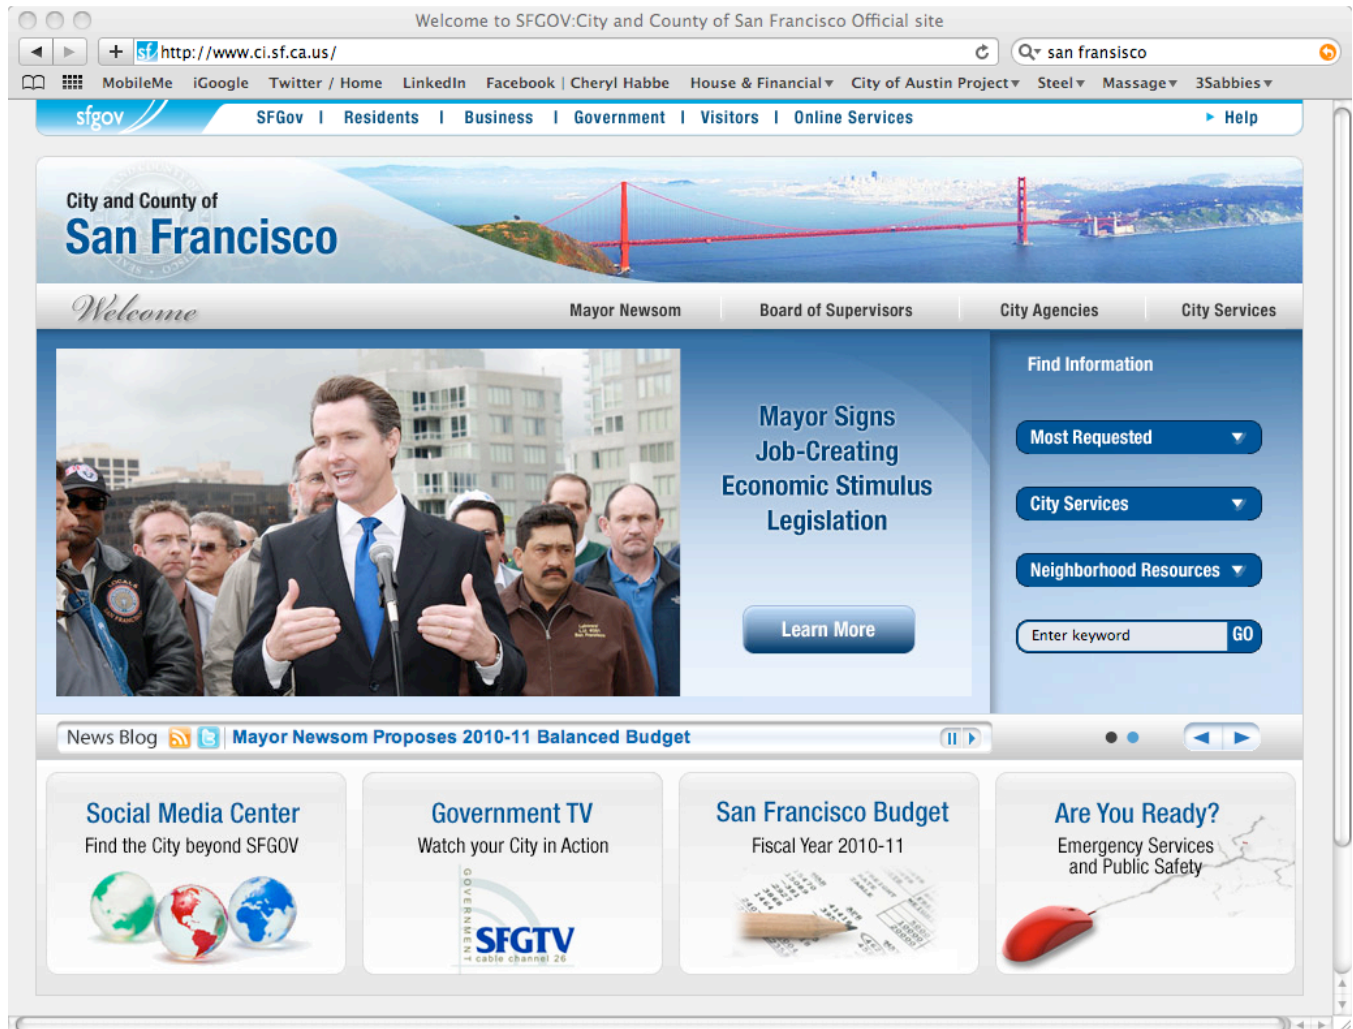 Welcome to SFGOV:City and County of San Francisco Official site
http://www.ci.sf.ca.us/
san fransisco
MobileMe iGoogle Twitter / Home LinkedIn Facebook | Cheryl Habbe House & Financial City of Austin Project Steel Massage 3Sabbies
sfgov SFGov | Residents | Business | Government | Visitors | Online Services Help
City and County of
San Francisco
Welcome Mayor Newsom Board of Supervisors City Agencies City Services
Mayor Signs
Job-Creating
Economic Stimulus
Legislation
Learn More
Find Information
Most Requested
City Services
Neighborhood Resources
Enter keyword GO
News Blog Mayor Newsom Proposes 2010-11 Balanced Budget
Social Media Center
Find the City beyond SFGOV
Government TV
Watch your City in Action
GOVERNMENT
SFGTV
cable channel 26
San Francisco Budget
Fiscal Year 2010-11
Are You Ready?
Emergency Services
and Public Safety